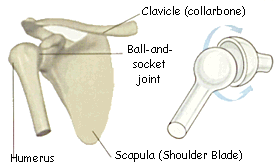 Clavicle (collarbone)
Ball-and-
socket
joint
Humerus
Scapula (Shoulder Blade)